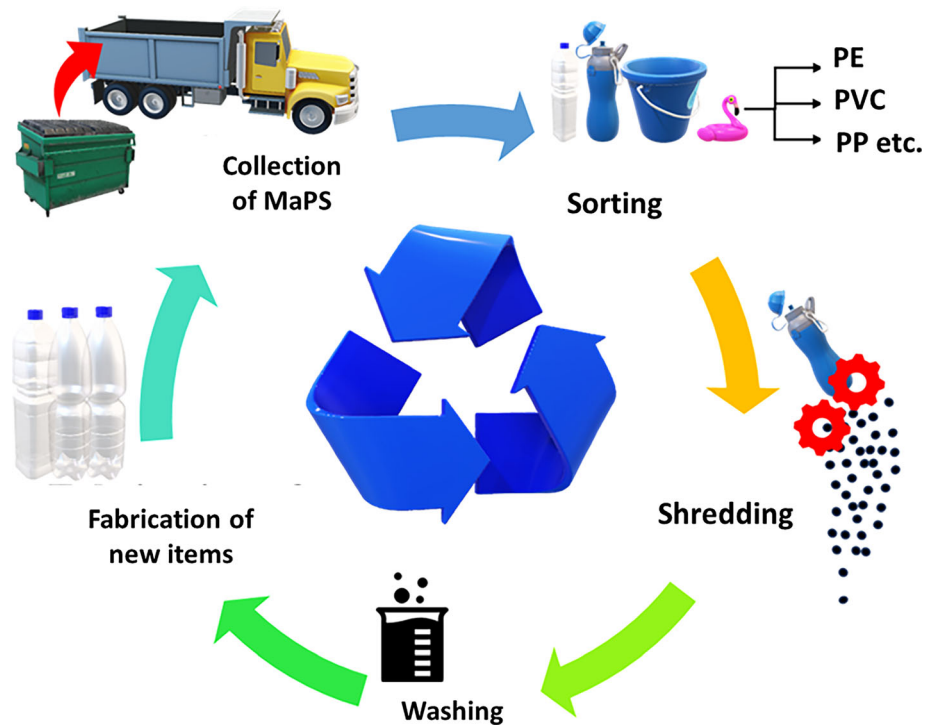 Collection
of MaPS
PE
PVC
PP etc.
Sorting
Shredding
Washing
Fabrication of
new items